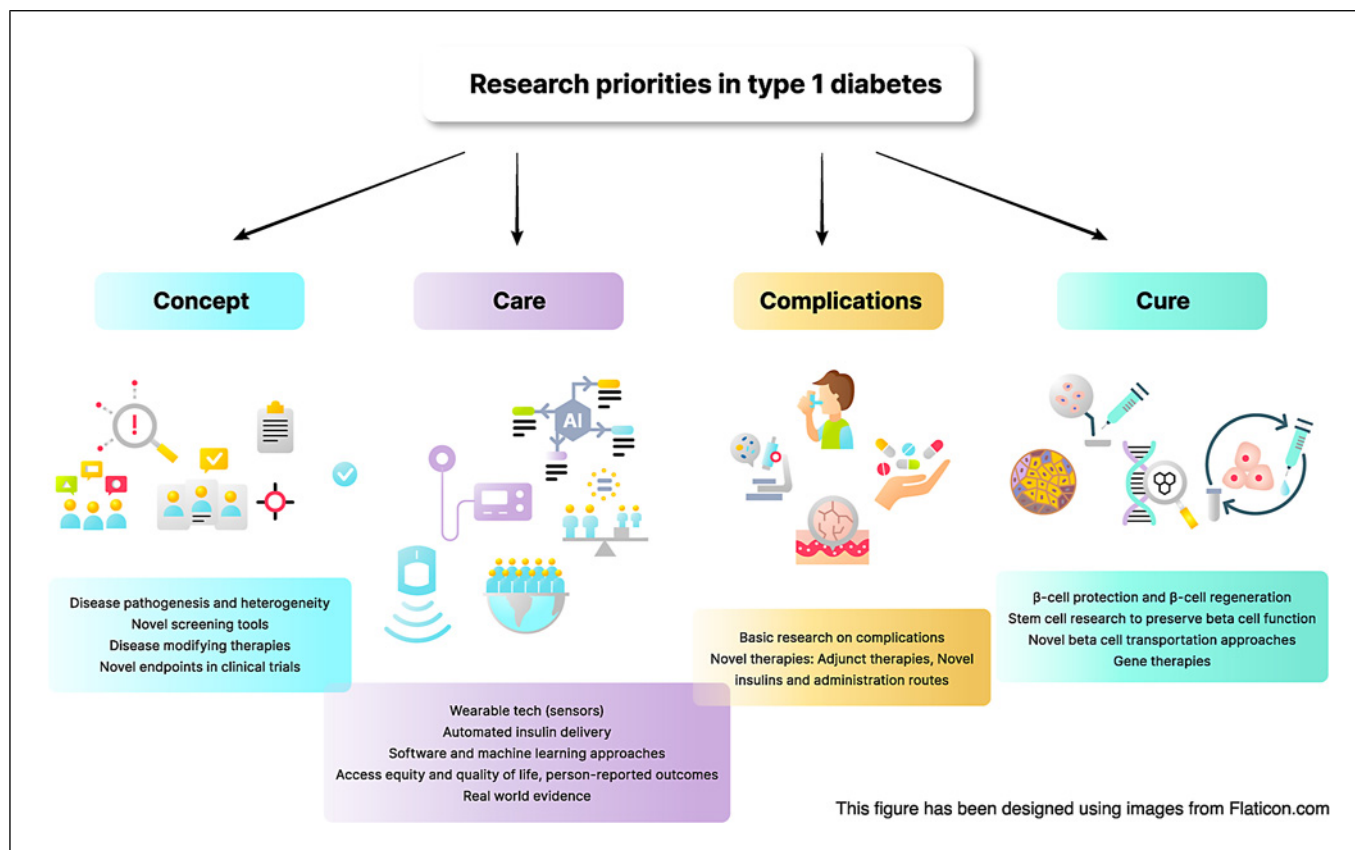 Research priorities in type 1 diabetes
Concept
Care
Complications
Cure
AI
Disease pathogenesis and heterogeneity
Novel screening tools
Disease modifying therapies
Novel endpoints in clinical trials
Wearable tech (sensors)
Automated insulin delivery
Software and machine learning approaches
Access equity and quality of life, person-reported outcomes
Real world evidence
Basic research on complications
Novel therapies: Adjunct therapies, Novel
insulins and administration routes
β-cell protection and β-cell regeneration
Stem cell research to preserve beta cell function
Novel beta cell transportation approaches
Gene therapies
This figure has been designed using images from Flaticon.com